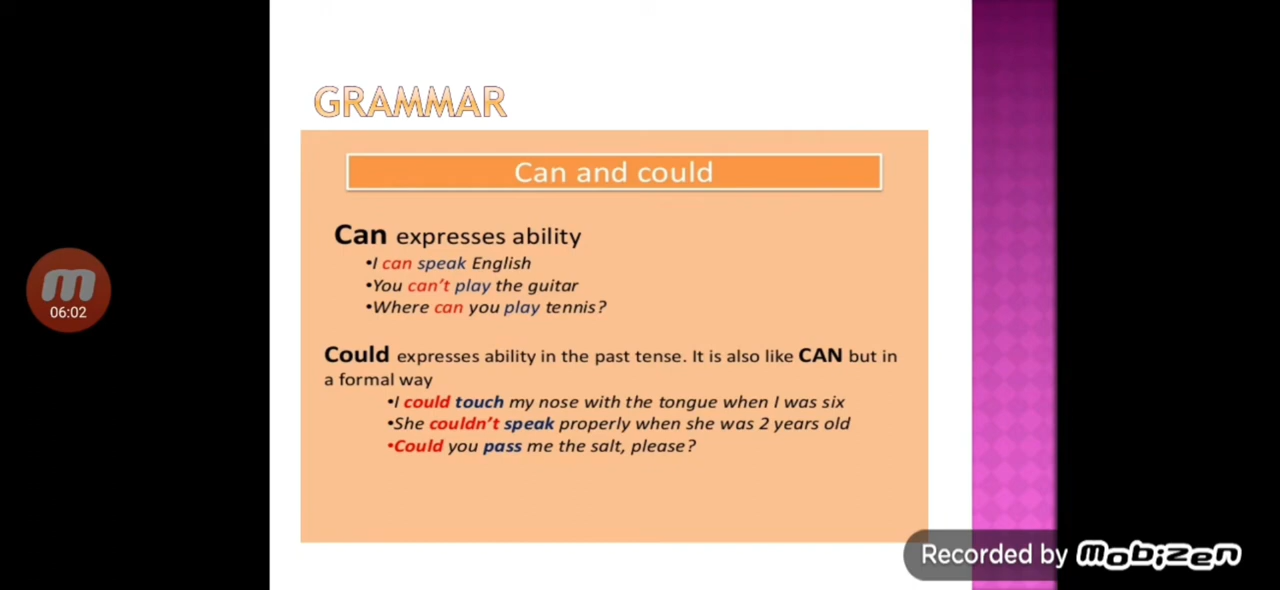 GRAMMAR
Can and could
Can expresses ability
•I can speak English
•You can't play the guitar
•Where can you play tennis?
Could expresses ability in the past tense. It is also like CAN but in
a formal way
•I could touch my nose with the tongue when I was six
•She couldn't speak properly when she was 2 years old
•Could you pass me the salt, please?
06:02
Recorded by mobizen